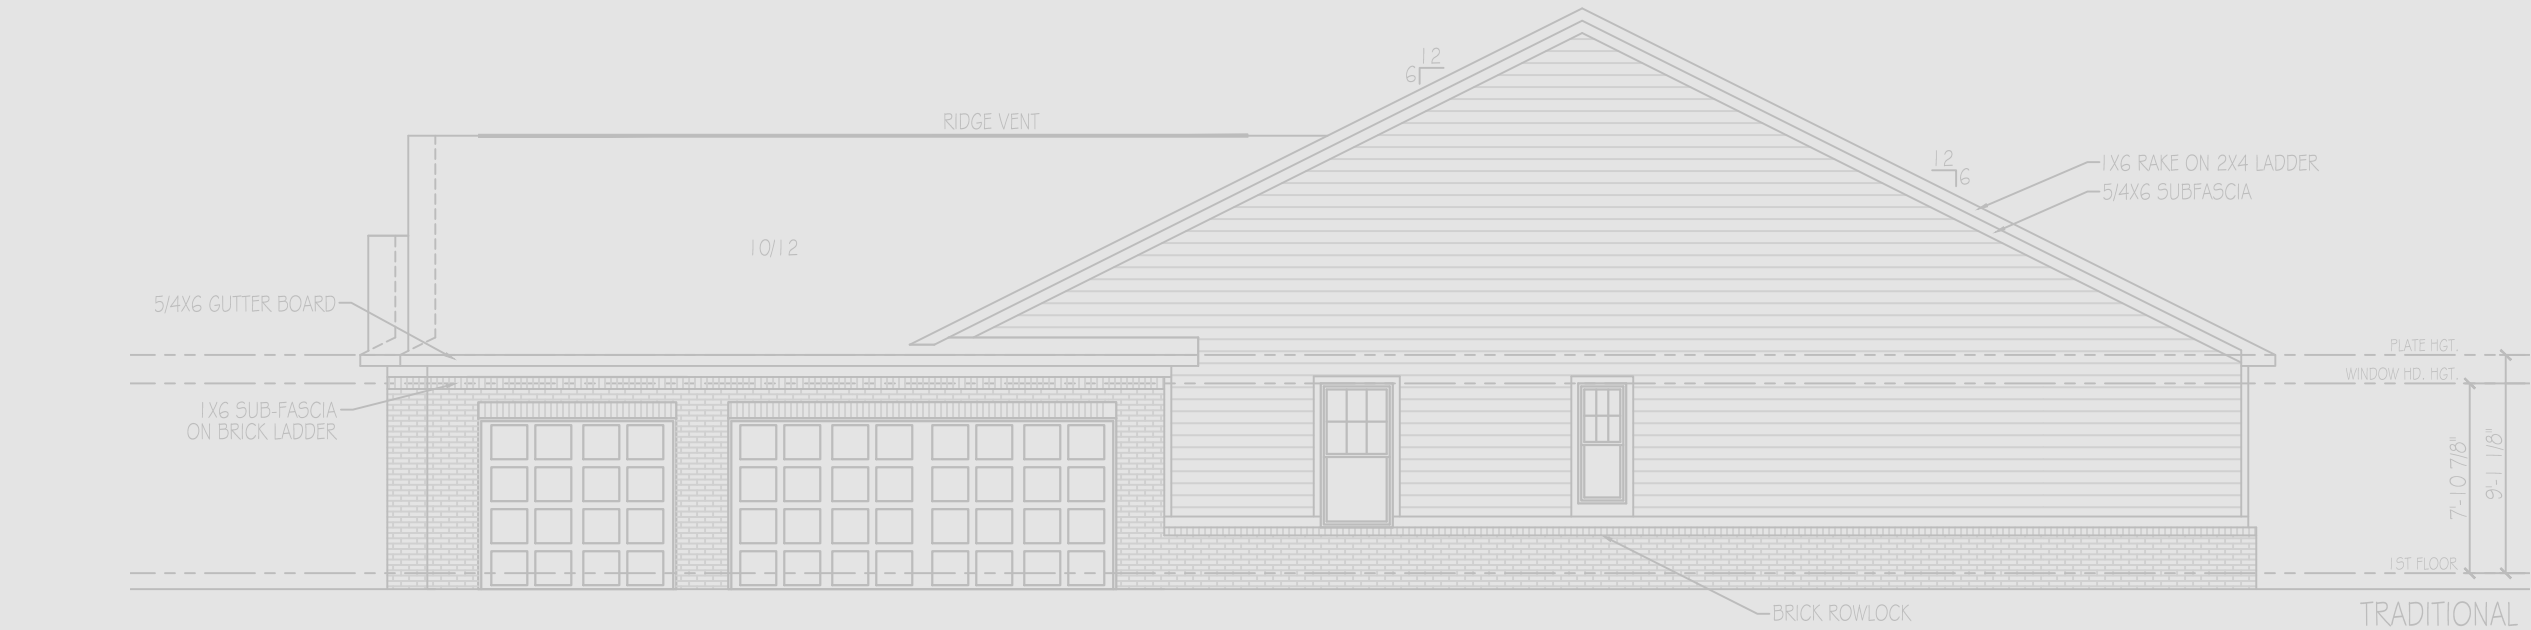 12
6
RIDGE VENT
12
6
1X6 RAKE ON 2X4 LADDER
5/4X6 SUBFASCIA
10/12
5/4X6 GUTTER BOARD
PLATE HGT.
WINDOW HD. HGT.
1X6 SUB-FASCIA
ON BRICK LADDER
7'-10 7/8"
9'-1 1/8"
1ST FLOOR
BRICK ROWLOCK
TRADITIONAL